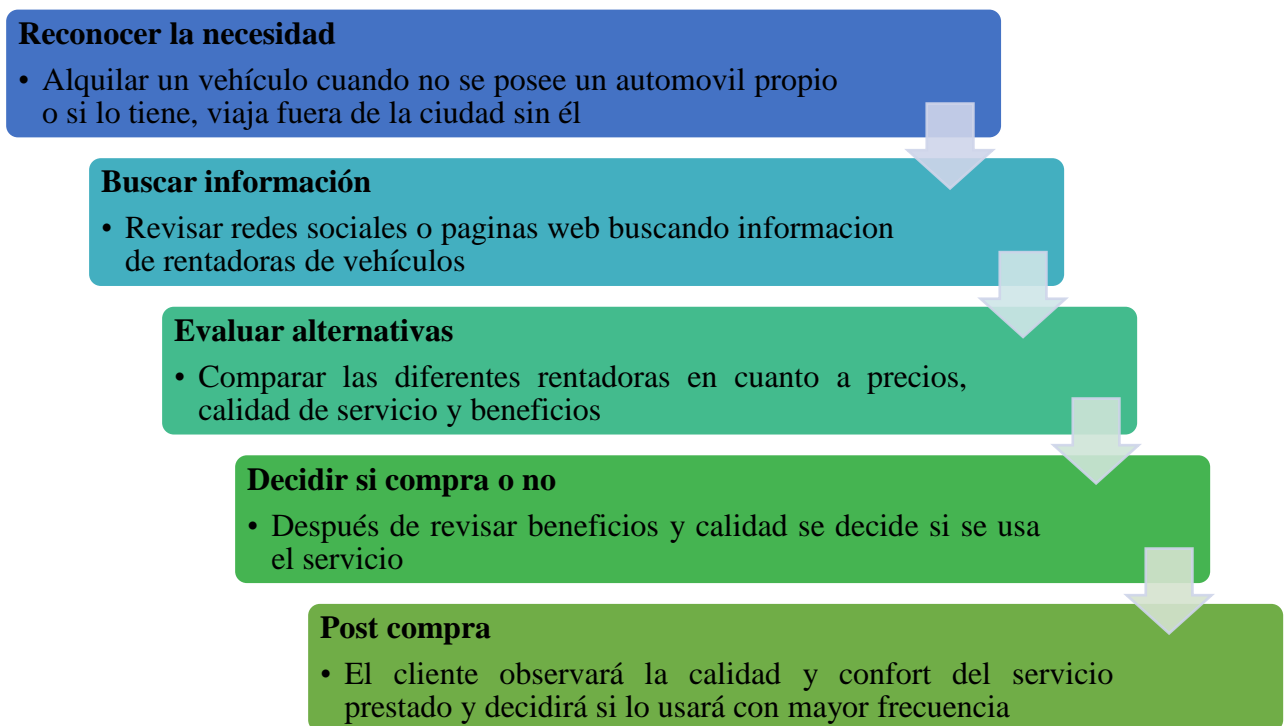 Reconocer la necesidad
• Alquilar un vehículo cuando no se posee un automovil propio
o si lo tiene, viaja fuera de la ciudad sin él
Buscar información
• Revisar redes sociales o paginas web buscando informacion
de rentadoras de vehículos
Evaluar alternativas
• Comparar las diferentes rentadoras en cuanto a precios,
calidad de servicio y beneficios
Decidir si compra o no
• Después de revisar beneficios y calidad se decide si se usa
el servicio
Post compra
• El cliente observará la calidad y confort del servicio
prestado y decidirá si lo usará con mayor frecuencia